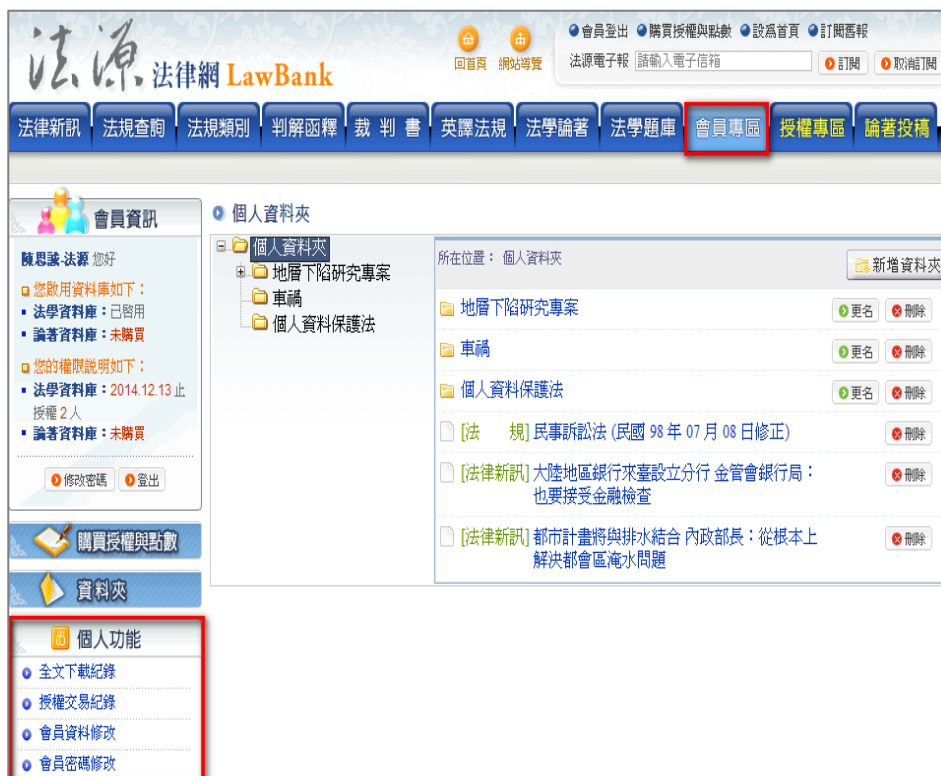 法源 法律網 LawBank
回首頁 網站導覽
會員登出 購買授權與點數 設為首頁 訂閱舊報
法源電子報 請輸入電子信箱 訂閱 取消訂閱
法律新訊 法規查詢 法規類別 判解函釋 裁判書 英譯法規 法學論著 法學題庫 會員專區 授權專區 論著投稿
會員資訊
陳思誠-法源 您好
您啟用資料庫如下：
法學資料庫：已啓用
論著資料庫：未購買
您的權限説明如下：
法學資料庫：2014.12.13 止
授權 2 人
論著資料庫：未購買
修改密碼 登出
購買授權與點數
資料夾
個人功能
全文下載紀錄
授權交易紀錄
會員資料修改
會員密碼修改
個人資料夾
個人資料夾
地層下陷研究專案
車禍
個人資料保護法
所在位置： 個人資料夾 新增資料夾
地層下陷研究專案 更名 刪除
車禍 更名 刪除
個人資料保護法 更名 刪除
[法 規] 民事訴訟法 (民國 98 年 07 月 08 日修正) 刪除
[法律新訊] 大陸地區銀行來臺設立分行 金管會銀行局： 刪除
也要接受金融檢查
[法律新訊] 都市計畫將與排水結合 內政部長：從根本上 刪除
解決都會區淹水問題